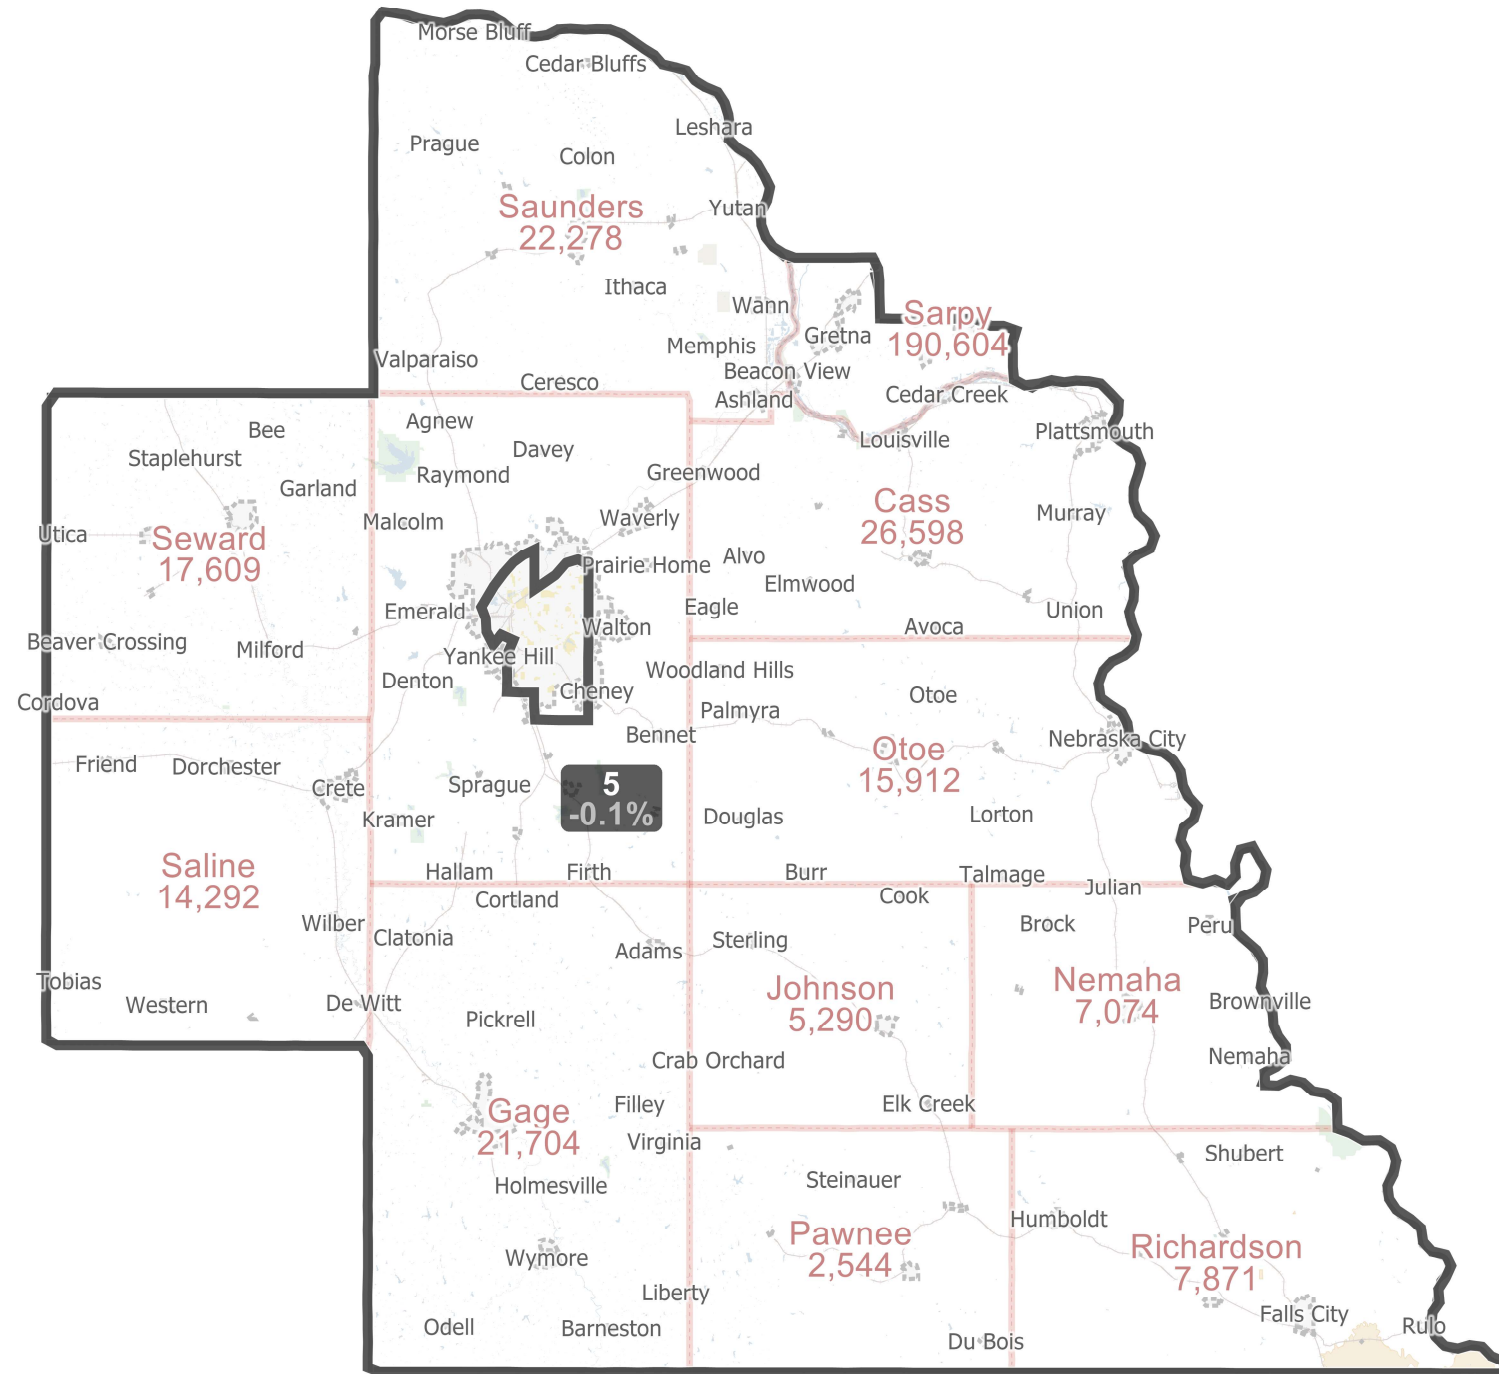 Morse Bluff
Cedar Bluffs
Leshara
Prague
Colon
Saunders
22,278
Yutan
Ithaca
Wann
Sarpy
190,604
Gretna
Memphis
Valparaiso
Beacon View
Ceresco
Ashland
Cedar Creek
Agnew
Bee
Plattsmouth
Louisville
Davey
Staplehurst
Raymond
Greenwood
Garland
Cass
26,598
Murray
Malcolm
Waverly
Utica
Seward
17,609
Alvo
Prairie Home
Elmwood
Emerald
Eagle
Union
Walton
Avoca
Beaver Crossing
Milford
Yankee Hill
Woodland Hills
Denton
Cheney
Otoe
Cordova
Palmyra
Bennet
Nebraska City
Otoe
15,912
Friend
Dorchester
Crete
Sprague
5
-0.1%
Kramer
Douglas
Lorton
Saline
14,292
Hallam
Firth
Burr
Talmage
Julian
Cortland
Cook
Wilber
Clatonia
Brock
Peru
Adams
Sterling
Tobias
Western
De Witt
Johnson
5,290
Nemaha
7,074
Brownville
Pickrell
Crab Orchard
Nemaha
Filley
Elk Creek
Gage
21,704
Virginia
Shubert
Holmesville
Steinauer
Humboldt
Pawnee
2,544
Richardson
7,871
Wymore
Liberty
Falls City
Odell
Barneston
Du Bois
Rulo